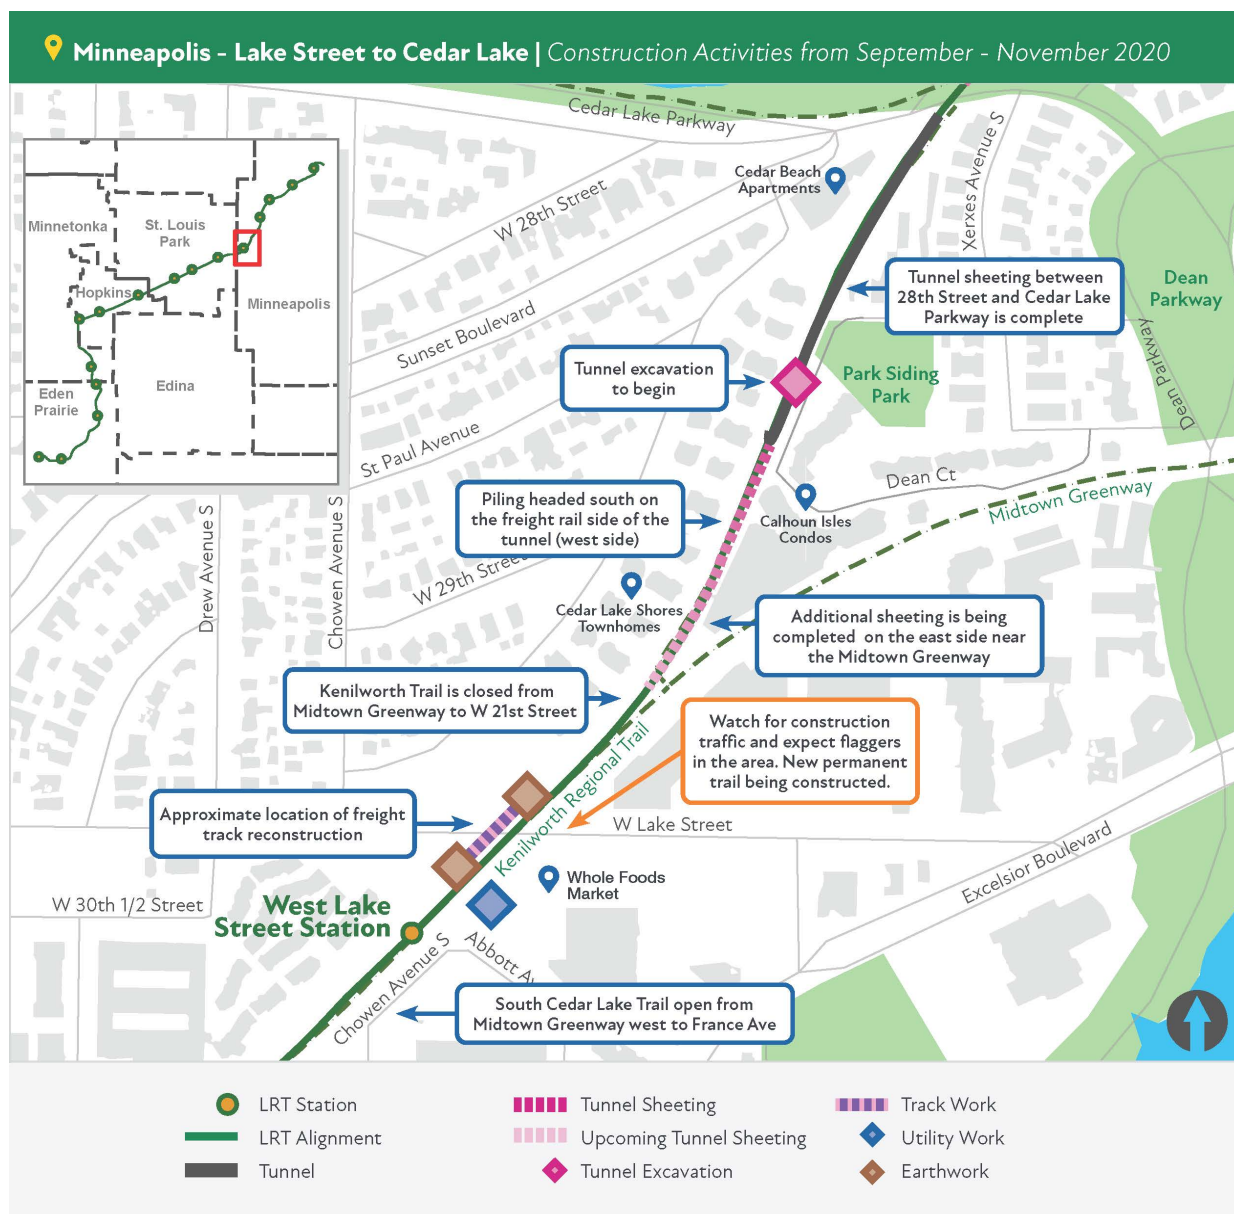 Minneapolis - Lake Street to Cedar Lake | Construction Activities from September - November 2020
Cedar Lake Parkway
Xerxes Avenue S
Cedar Beach
Apartments
W 28th Street
Minnetonka
St. Louis
Park
Hopkins
Minneapolis
Eden
Prairie
Edina
Sunset Boulevard
Tunnel sheeting between
28th Street and Cedar Lake
Parkway is complete
Dean
Parkway
Dean Parkway
Tunnel excavation
to begin
Park Siding
Park
St Paul Avenue
Dean Ct
Midtown Greenway
Piling headed south on
the freight rail side of the
tunnel (west side)
Calhoun Isles
Condos
Drew Avenue S
Chowen Avenue S
W 29th Street
Cedar Lake Shores
Townhomes
Additional sheeting is being
completed on the east side near
the Midtown Greenway
Kenilworth Trail is closed from
Midtown Greenway to W 21st Street
Watch for construction
traffic and expect flaggers
in the area. New permanent
trail being constructed.
Kenilworth Regional Trail
Approximate location of freight
track reconstruction
W Lake Street
Excelsior Boulevard
Whole Foods
Market
W 30th 1/2 Street
West Lake
Street Station
Chowen Avenue S
Abbott Av
South Cedar Lake Trail open from
Midtown Greenway west to France Ave
LRT Station
LRT Alignment
Tunnel
Tunnel Sheeting
Upcoming Tunnel Sheeting
Tunnel Excavation
Track Work
Utility Work
Earthwork